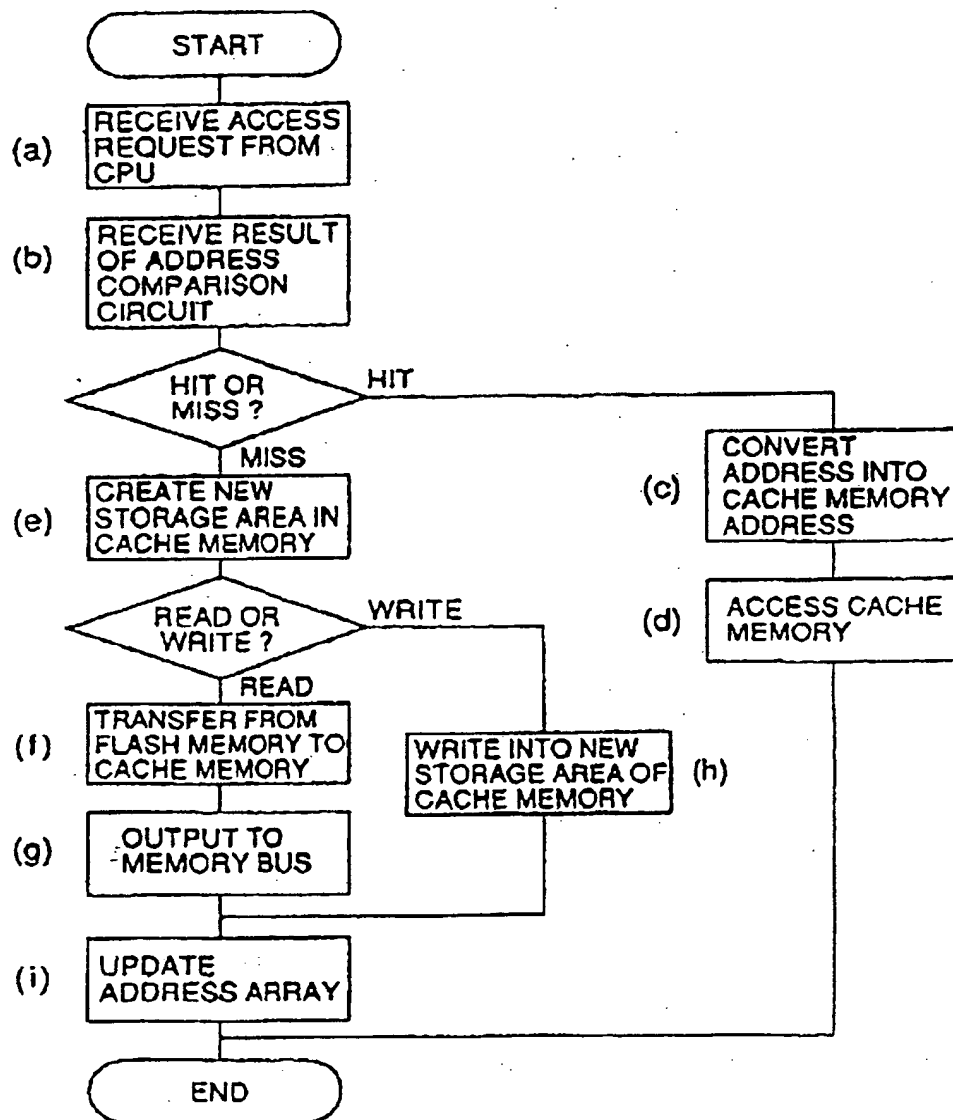 START
(a)
RECEIVE ACCESS
REQUEST FROM
CPU
(b)
RECEIVE RESULT
OF ADDRESS
COMPARISON
CIRCUIT
HIT OR
MISS ?
HIT
MISS
(c)
CONVERT
ADDRESS INTO
CACHE MEMORY
ADDRESS
(e)
CREATE NEW
STORAGE AREA IN
CACHE MEMORY
(d)
ACCESS CACHE
MEMORY
READ OR
WRITE ?
WRITE
READ
(f)
TRANSFER FROM
FLASH MEMORY TO
CACHE MEMORY
WRITE INTO NEW
STORAGE AREA OF
CACHE MEMORY
(h)
(g)
OUTPUT TO
MEMORY BUS
(i)
UPDATE
ADDRESS ARRAY
END